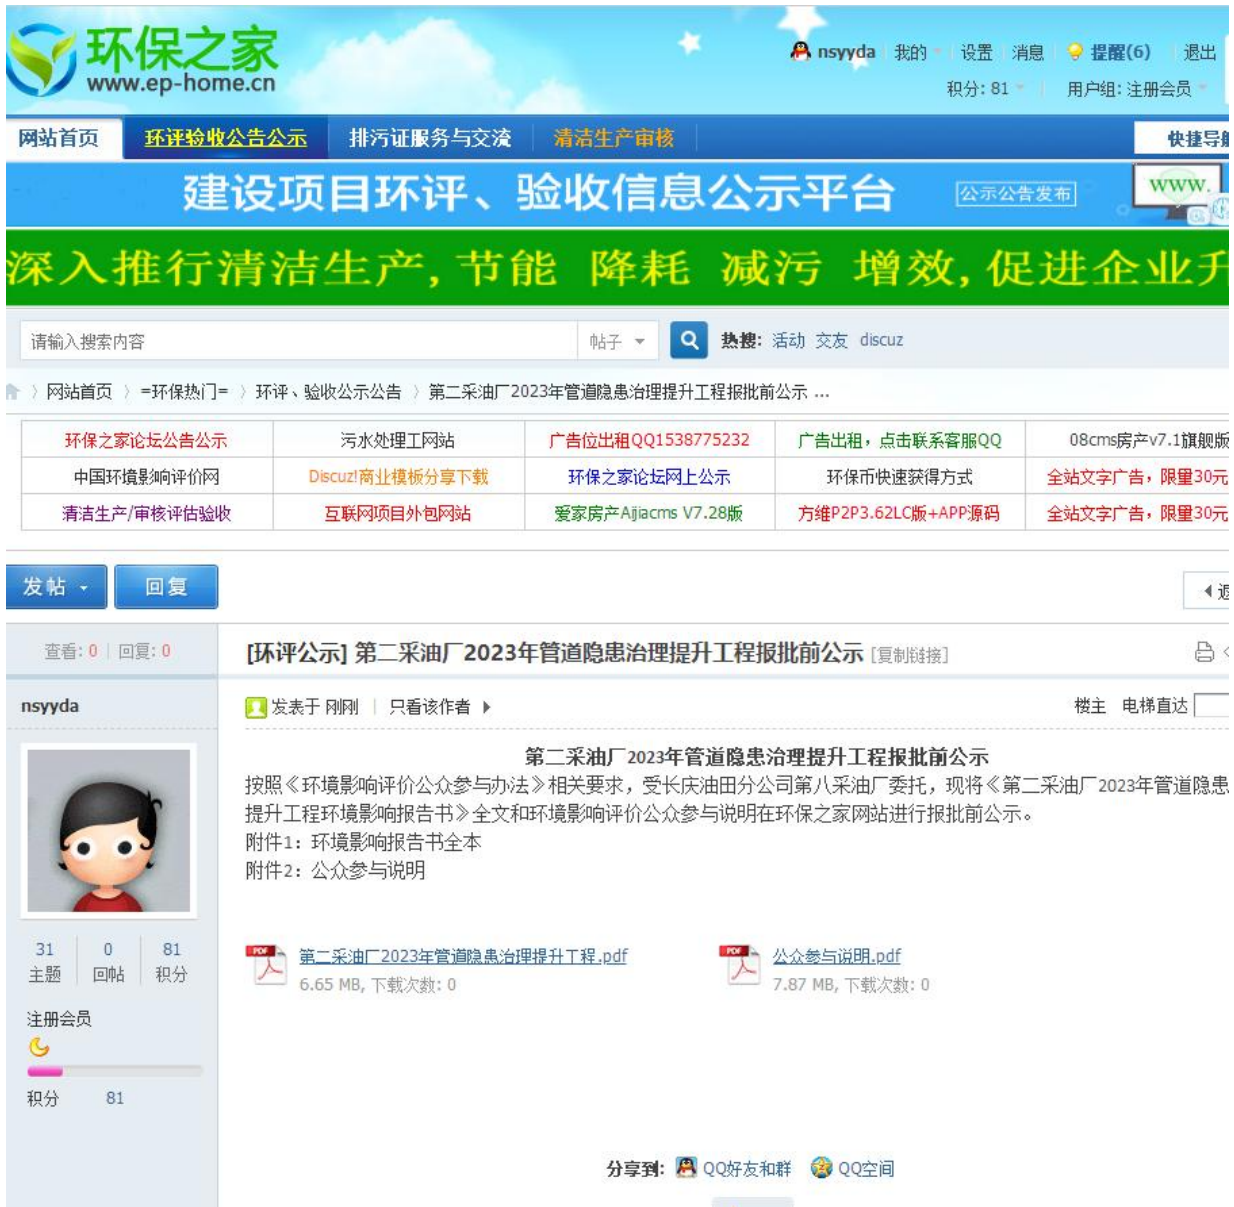 环保之家
www.ep-home.cn
nsyyda 我的 设置 消息 提醒(6) 退出
积分: 81 用户组: 注册会员
网站首页 环评验收公告公示 排污证服务与交流 清洁生产审核 快捷导航
建设项目环评、验收信息公示平台 公示公告发布 www.
深入推行清洁生产,节能 降耗 减污 增效,促进企业升
请输入搜索内容 帖子 热搜: 活动 交友 discuz
网站首页 〉 =环保热门= 〉 环评、验收公示公告 〉 第二采油厂2023年管道隐患治理提升工程报批前公示 ...
环保之家论坛公告公示 污水处理工网站 广告位出租QQ1538775232 广告出租，点击联系客服QQ 08cms房产v7.1旗舰版
中国环境影响评价网 Discuz!商业模板分享下载 环保之家论坛网上公示 环保币快速获得方式 全站文字广告，限量30元
清洁生产/审核评估验收 互联网项目外包网站 爱家房产Aijiacms V7.28版 方维P2P3.62LC版+APP源码 全站文字广告，限量30元
发帖 回复 返
查看: 0 | 回复: 0 [环评公示] 第二采油厂2023年管道隐患治理提升工程报批前公示 [复制链接]
nsyyda 发表于 刚刚 | 只看该作者 楼主 电梯直达
第二采油厂2023年管道隐患治理提升工程报批前公示
按照《环境影响评价公众参与办法》相关要求，受长庆油田分公司第八采油厂委托，现将《第二采油厂2023年管道隐患
提升工程环境影响报告书》全文和环境影响评价公众参与说明在环保之家网站进行报批前公示。
附件1：环境影响报告书全本
附件2：公众参与说明
31 0 81
主题 回帖 积分
第二采油厂2023年管道隐患治理提升工程.pdf 公众参与说明.pdf
6.65 MB, 下载次数: 0 7.87 MB, 下载次数: 0
注册会员
积分 81
分享到: QQ好友和群 QQ空间